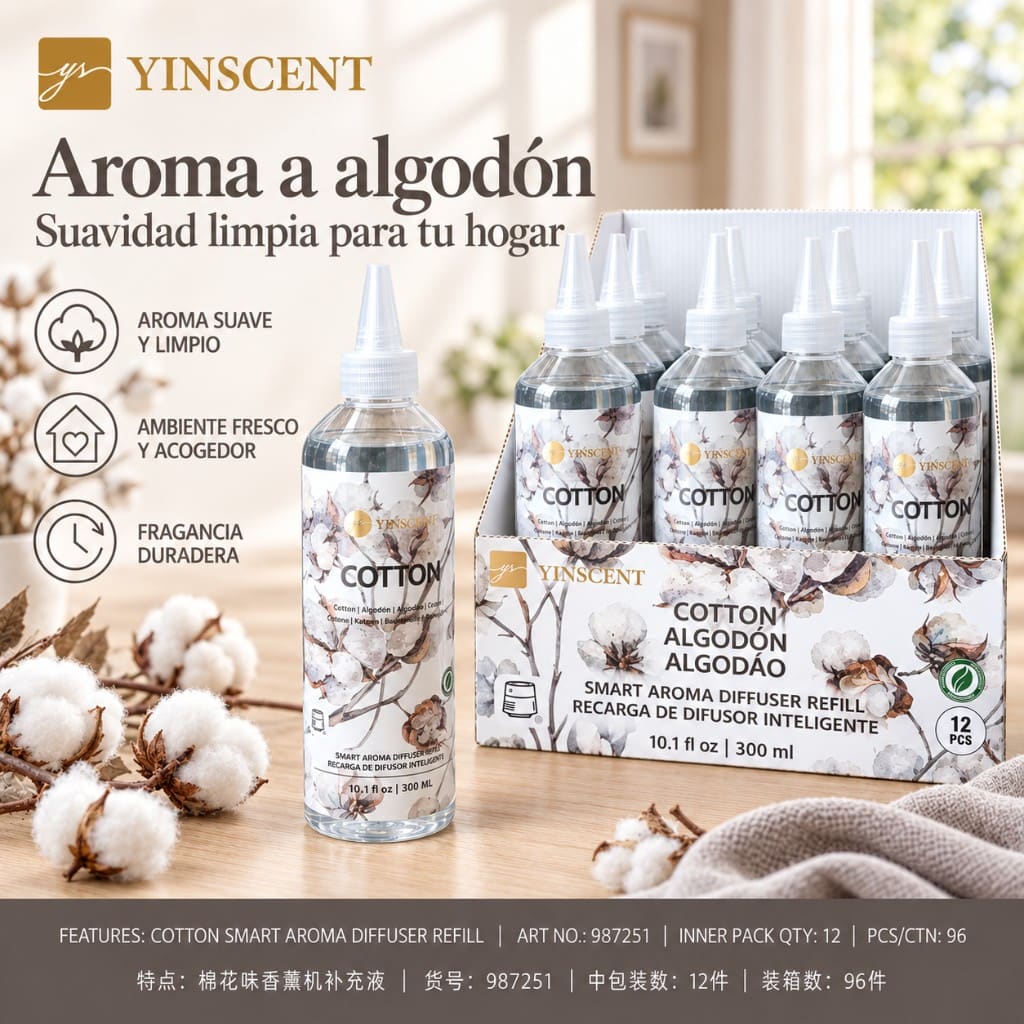 ys YINSCENT
Aroma a algodón
Suavidad limpia para tu hogar
AROMA SUAVE
Y LIMPIO
AMBIENTE FRESCO
Y ACOGEDOR
FRAGANCIA
DURADERA
YINSCENT
COTTON
Cotton | Algodón | Algodão |
SMART AROMA DIFFUSER REFILL
RECARGA DE DIFUSOR INTELIGENTE
10.1 fl oz | 300 ML
YINSCENT
COTTON
YINSCENT
COTTON
YINSCENT
COTTON
YINSCENT
COTTON
ys YINSCENT
COTTON
ALGODÓN
ALGODÁO
SMART AROMA DIFFUSER REFILL
RECARGA DE DIFUSOR INTELIGENTE
10.1 fl oz | 300 ml
12
PCS
FEATURES: COTTON SMART AROMA DIFFUSER REFILL | ART NO.: 987251 | INNER PACK QTY: 12 | PCS/CTN: 96
特点：棉花味香薰机补充液 | 货号：987251 | 中包装数：12件 | 装箱数：96件